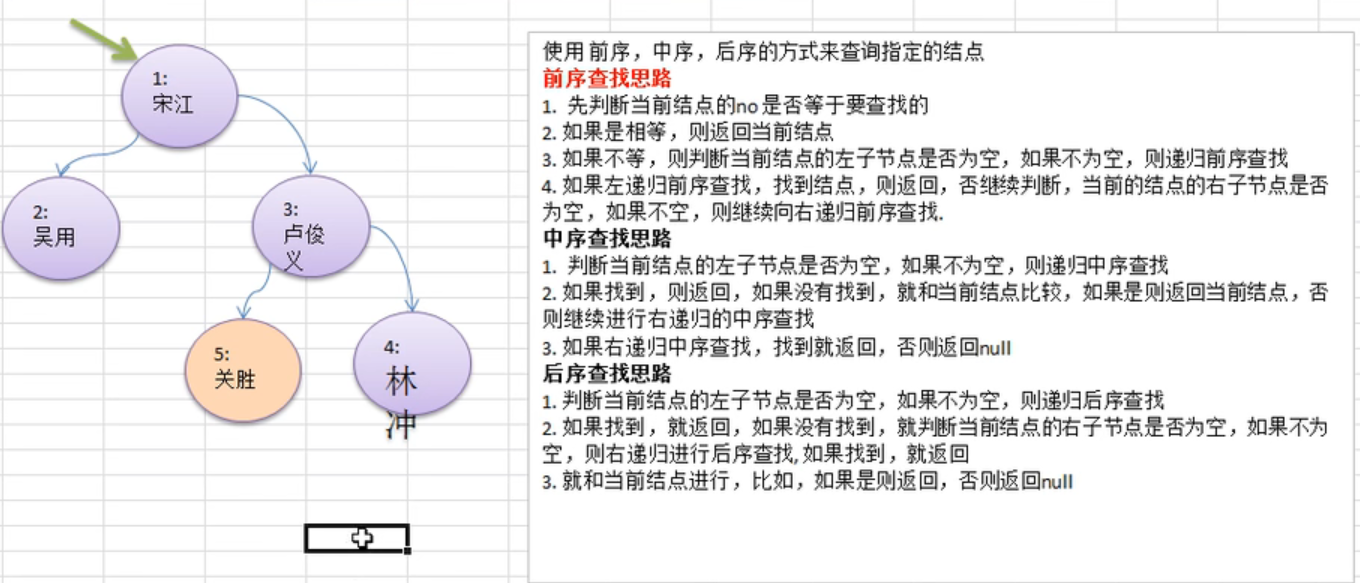 1:
宋江
2:
吴用
3:
卢俊
义
5:
关胜
4:
林
冲
使用前序，中序，后序的方式来查询指定的结点
前序查找思路
1. 先判断当前结点的no是否等于要查找的
2. 如果是相等，则返回当前结点
3. 如果不等，则判断当前结点的左子节点是否为空，如果不为空，则递归前序查找
4. 如果左递归前序查找，找到结点，则返回，否继续判断，当前的结点的右子节点是否
为空，如果不空，则继续向右递归前序查找.
中序查找思路
1. 判断当前结点的左子节点是否为空，如果不为空，则递归中序查找
2. 如果找到，则返回，如果没有找到，就和当前结点比较，如果是则返回当前结点，否
则继续进行右递归的中序查找
3. 如果右递归中序查找，找到就返回，否则返回null
后序查找思路
1. 判断当前结点的左子节点是否为空，如果不为空，则递归后序查找
2. 如果找到，就返回，如果没有找到，就判断当前结点的右子节点是否为空，如果不为
空，则右递归进行后序查找,如果找到，就返回
3. 就和当前结点进行，比如，如果是则返回，否则返回null